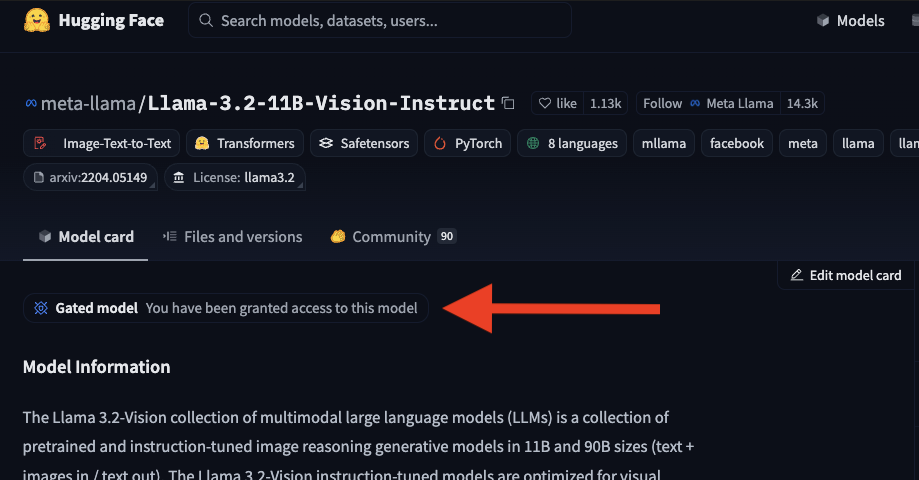 Hugging Face Search models, datasets, users... Models
meta-llama/Llama-3.2-11B-Vision-Instruct like 1.13k Follow Meta Llama 14.3k
Image-Text-to-Text Transformers Safetensors PyTorch 8 languages mllama facebook meta llama
arxiv:2204.05149 License: llama3.2
Model card Files and versions Community 90
Edit model card
Gated model You have been granted access to this model
Model Information
The Llama 3.2-Vision collection of multimodal large language models (LLMs) is a collection of
pretrained and instruction-tuned image reasoning generative models in 11B and 90B sizes (text +
images in / text out). The Llama 3.2-Vision instruction-tuned models are optimized for visual